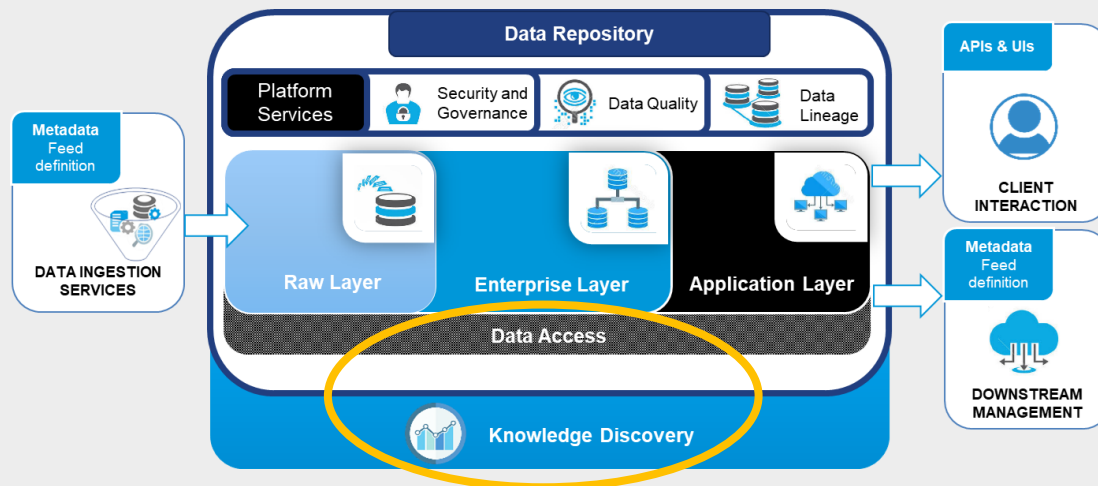 Data Repository
Platform
Services
Security and
Governance
Data Quality
Data
Lineage
Metadata
Feed
definition
DATA INGESTION
SERVICES
Raw Layer
Enterprise Layer
Application Layer
Data Access
Knowledge Discovery
APIs & UIs
CLIENT
INTERACTION
Metadata
Feed
definition
DOWNSTREAM
MANAGEMENT